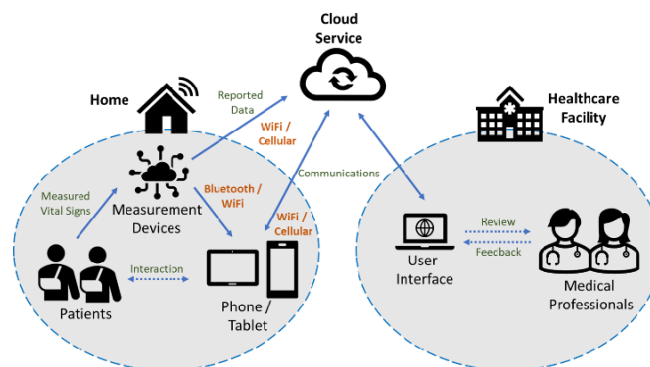 Cloud
Service
Reported
Data
Home
WiFi /
Cellular
Healthcare
Facility
Communications
Measured
Vital Signs
Measurement
Devices
Bluetooth /
WiFi
WiFi /
Cellular
Review
Feecback
User
Interface
Interaction
Medical
Professionals
Patients
Phone /
Tablet